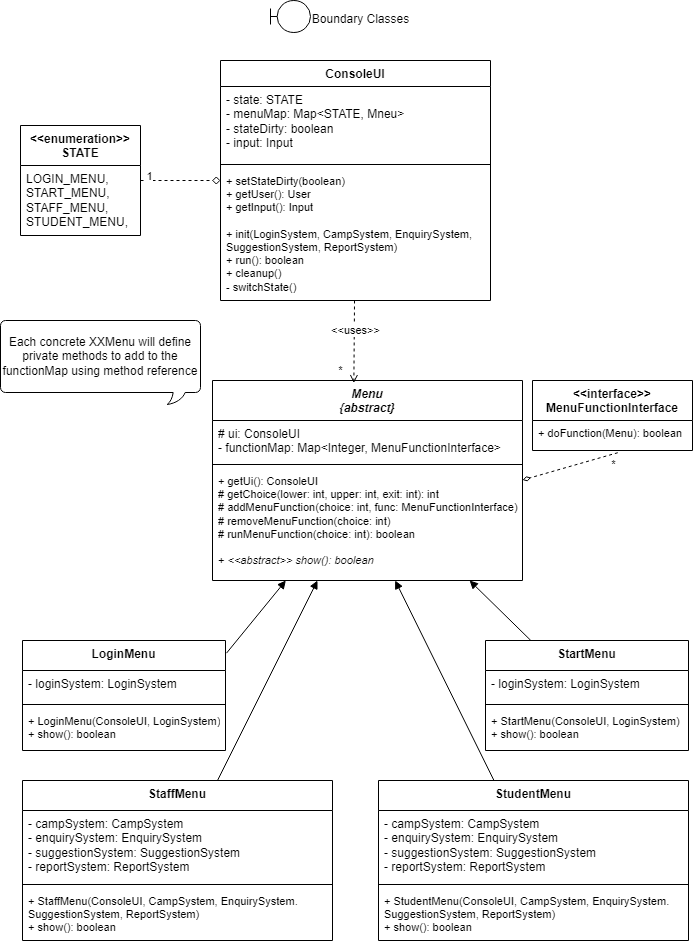 Boundary Classes
ConsoleUI
- state: STATE
- menuMap: Map<STATE, Mneu>
- stateDirty: boolean
- input: Input
+ setStateDirty(boolean)
+ getUser(): User
+ getInput(): Input
+ init(LoginSystem, CampSystem, EnquirySystem,
SuggestionSystem, ReportSystem)
+ run(): boolean
+ cleanup()
- switchState()
<<enumeration>>
STATE
LOGIN_MENU,
START_MENU,
STAFF_MENU,
STUDENT_MENU,
1
<<uses>>
*
Each concrete XXMenu will define
private methods to add to the
functionMap using method reference
Menu
{abstract}
# ui: ConsoleUI
- functionMap: Map<Integer, MenuFunctionInterface>
+ getUi(): ConsoleUI
# getChoice(lower: int, upper: int, exit: int): int
# addMenuFunction(choice: int, func: MenuFunctionInterface)
# removeMenuFunction(choice: int)
# runMenuFunction(choice: int): boolean
+ <<abstract>> show(): boolean
<<interface>>
MenuFunctionInterface
+ doFunction(Menu): boolean
*
LoginMenu
- loginSystem: LoginSystem
+ LoginMenu(ConsoleUI, LoginSystem)
+ show(): boolean
StartMenu
- loginSystem: LoginSystem
+ StartMenu(ConsoleUI, LoginSystem)
+ show(): boolean
StaffMenu
- campSystem: CampSystem
- enquirySystem: EnquirySystem
- suggestionSystem: SuggestionSystem
- reportSystem: ReportSystem
+ StaffMenu(ConsoleUI, CampSystem, EnquirySystem.
SuggestionSystem, ReportSystem)
+ show(): boolean
StudentMenu
- campSystem: CampSystem
- enquirySystem: EnquirySystem
- suggestionSystem: SuggestionSystem
- reportSystem: ReportSystem
+ StudentMenu(ConsoleUI, CampSystem, EnquirySystem.
SuggestionSystem, ReportSystem)
+ show(): boolean